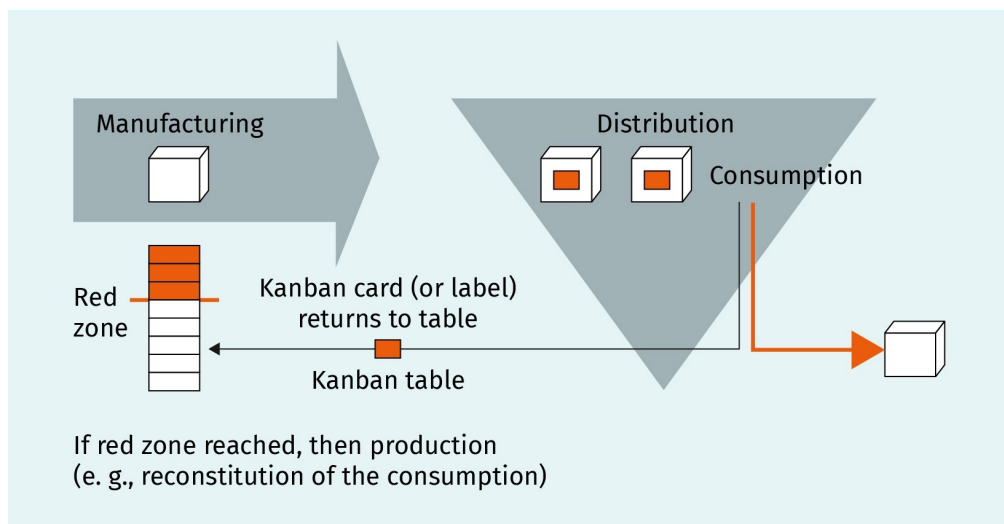 Manufacturing
Distribution
Consumption
Red
zone
Kanban card (or label)
returns to table
Kanban table
If red zone reached, then production
(e. g., reconstitution of the consumption)